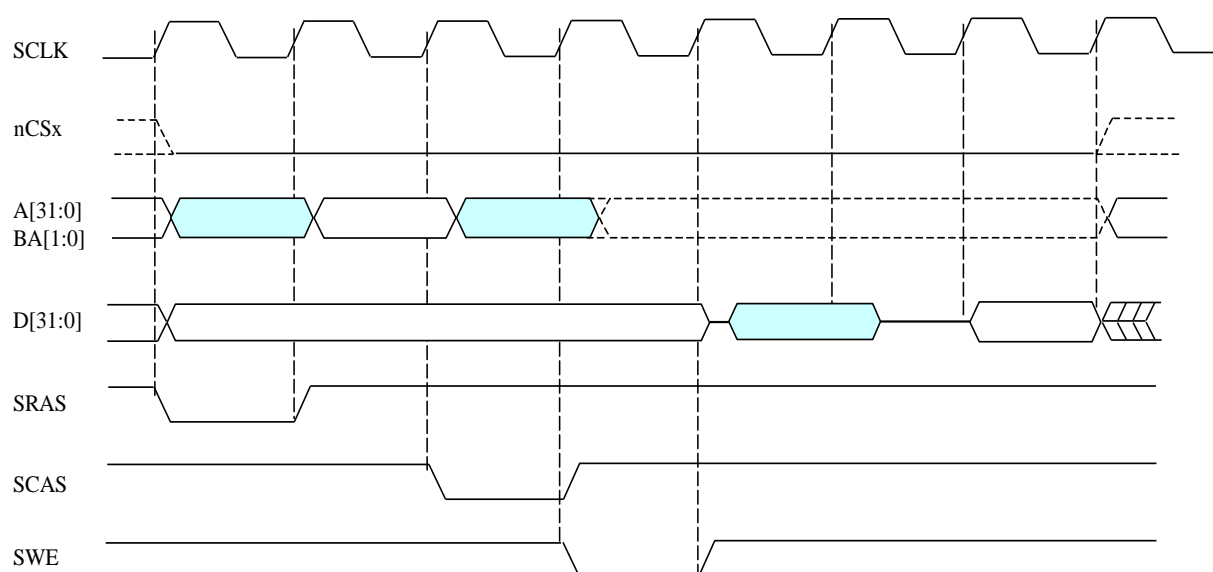 SCLK
nCSx
A[31:0]
BA[1:0]
D[31:0]
SRAS
SCAS
SWE